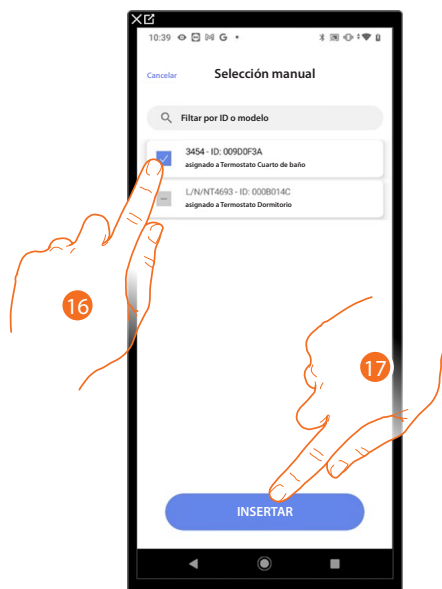 10:39 G
Cancelar Selección manual
Filtar por ID o modelo
3454 - ID: 009D0F3A
asignado a Termostato Cuarto de baño
L/N/NT4693 - ID: 000B014C
asignado a Termostato Dormitorio
16
17
INSERTAR